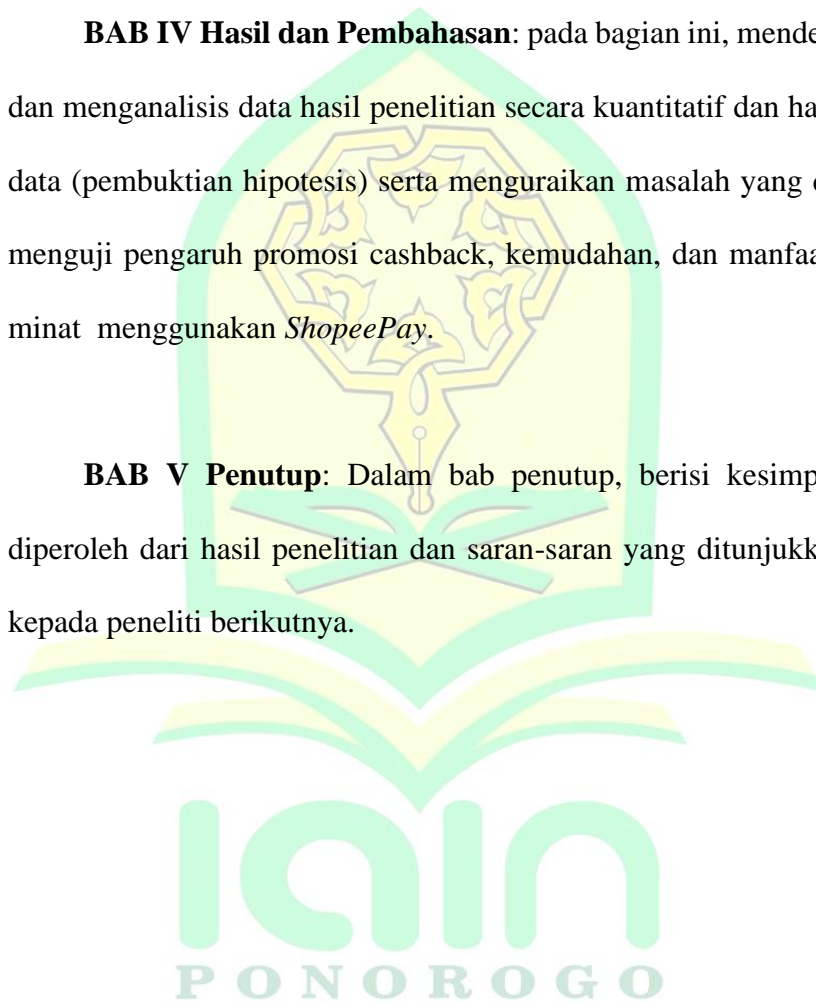 BAB IV Hasil dan Pembahasan: pada bagian ini, mende
dan menganalisis data hasil penelitian secara kuantitatif dan ha
data (pembuktian hipotesis) serta menguraikan masalah yang
menguji pengaruh promosi cashback, kemudahan, dan manfaa
minat menggunakan ShopeePay.
BAB V Penutup: Dalam bab penutup, berisi kesimp
diperoleh dari hasil penelitian dan saran-saran yang ditunjukk
kepada peneliti berikutnya.
iain
PONOROGO